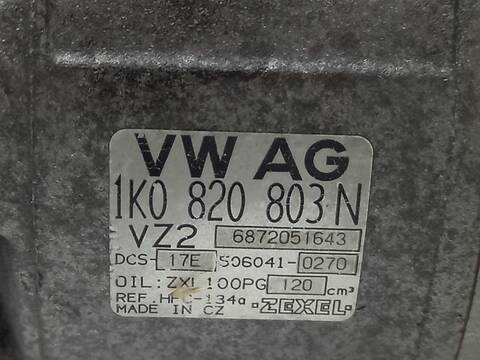 VW AG
1K0 820 803 N
VZ2 6872051643
DCS-17E 506041-0270
OIL:ZXL 100PG 120 cm³
REF. HFC-134a ZEXEL
MADE IN CZ